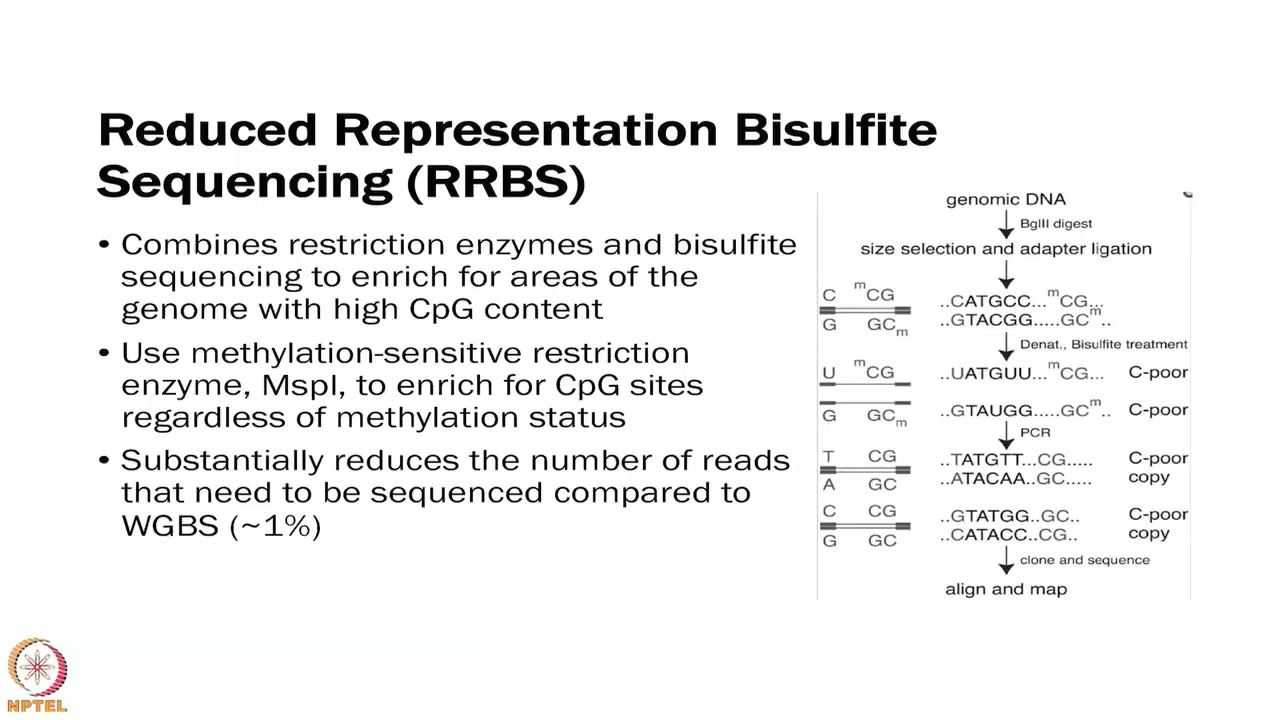 Reduced Representation Bisulfite
Sequencing (RRBS)
• Combines restriction enzymes and bisulfite
sequencing to enrich for areas of the
genome with high CpG content
• Use methylation-sensitive restriction
enzyme, MspI, to enrich for CpG sites
regardless of methylation status
• Substantially reduces the number of reads
that need to be sequenced compared to
WGBS (~1%)
genomic DNA
BglII digest
size selection and adapter ligation
C mCG ..CATGCC...mCG...
G GCm ..GTACGG.....GCm..
Denat., Bisulfite treatment
U mCG ..UATGUU...mCG... C-poor
G GCm ..GTAUGG.....GCm.. C-poor
PCR
T CG ..TATGTT...CG..... C-poor
A GC ..ATACAA..GC..... copy
C CG ..GTATGG..GC.. C-poor
G GC ..CATACC..CG.. copy
clone and sequence
align and map
NPTEL